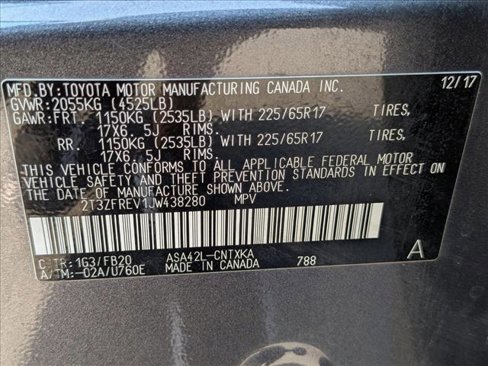 MFD.BY:TOYOTA MOTOR MANUFACTURING CANADA INC. 12/17
GVWR:2055KG (4525LB)
GAWR:FRT. 1150KG (2535LB) WITH 225/65R17 TIRES,
17X6. 5J RIMS.
RR. 1150KG (2535LB) WITH 225/65R17 TIRES,
17X6. 5J RIMS.
THIS VEHICLE CONFORMS TO ALL APPLICABLE FEDERAL MOTOR
VEHICLE SAFETY AND THEFT PREVENTION STANDARDS IN EFFECT ON
THE DATE OF MANUFACTURE SHOWN ABOVE.
2T3ZFREV1JW438280 MPV
C/TR:1G3/FB20 ASA42L-CNTXKA A
A/TM:-02A/U760E MADE IN CANADA 788